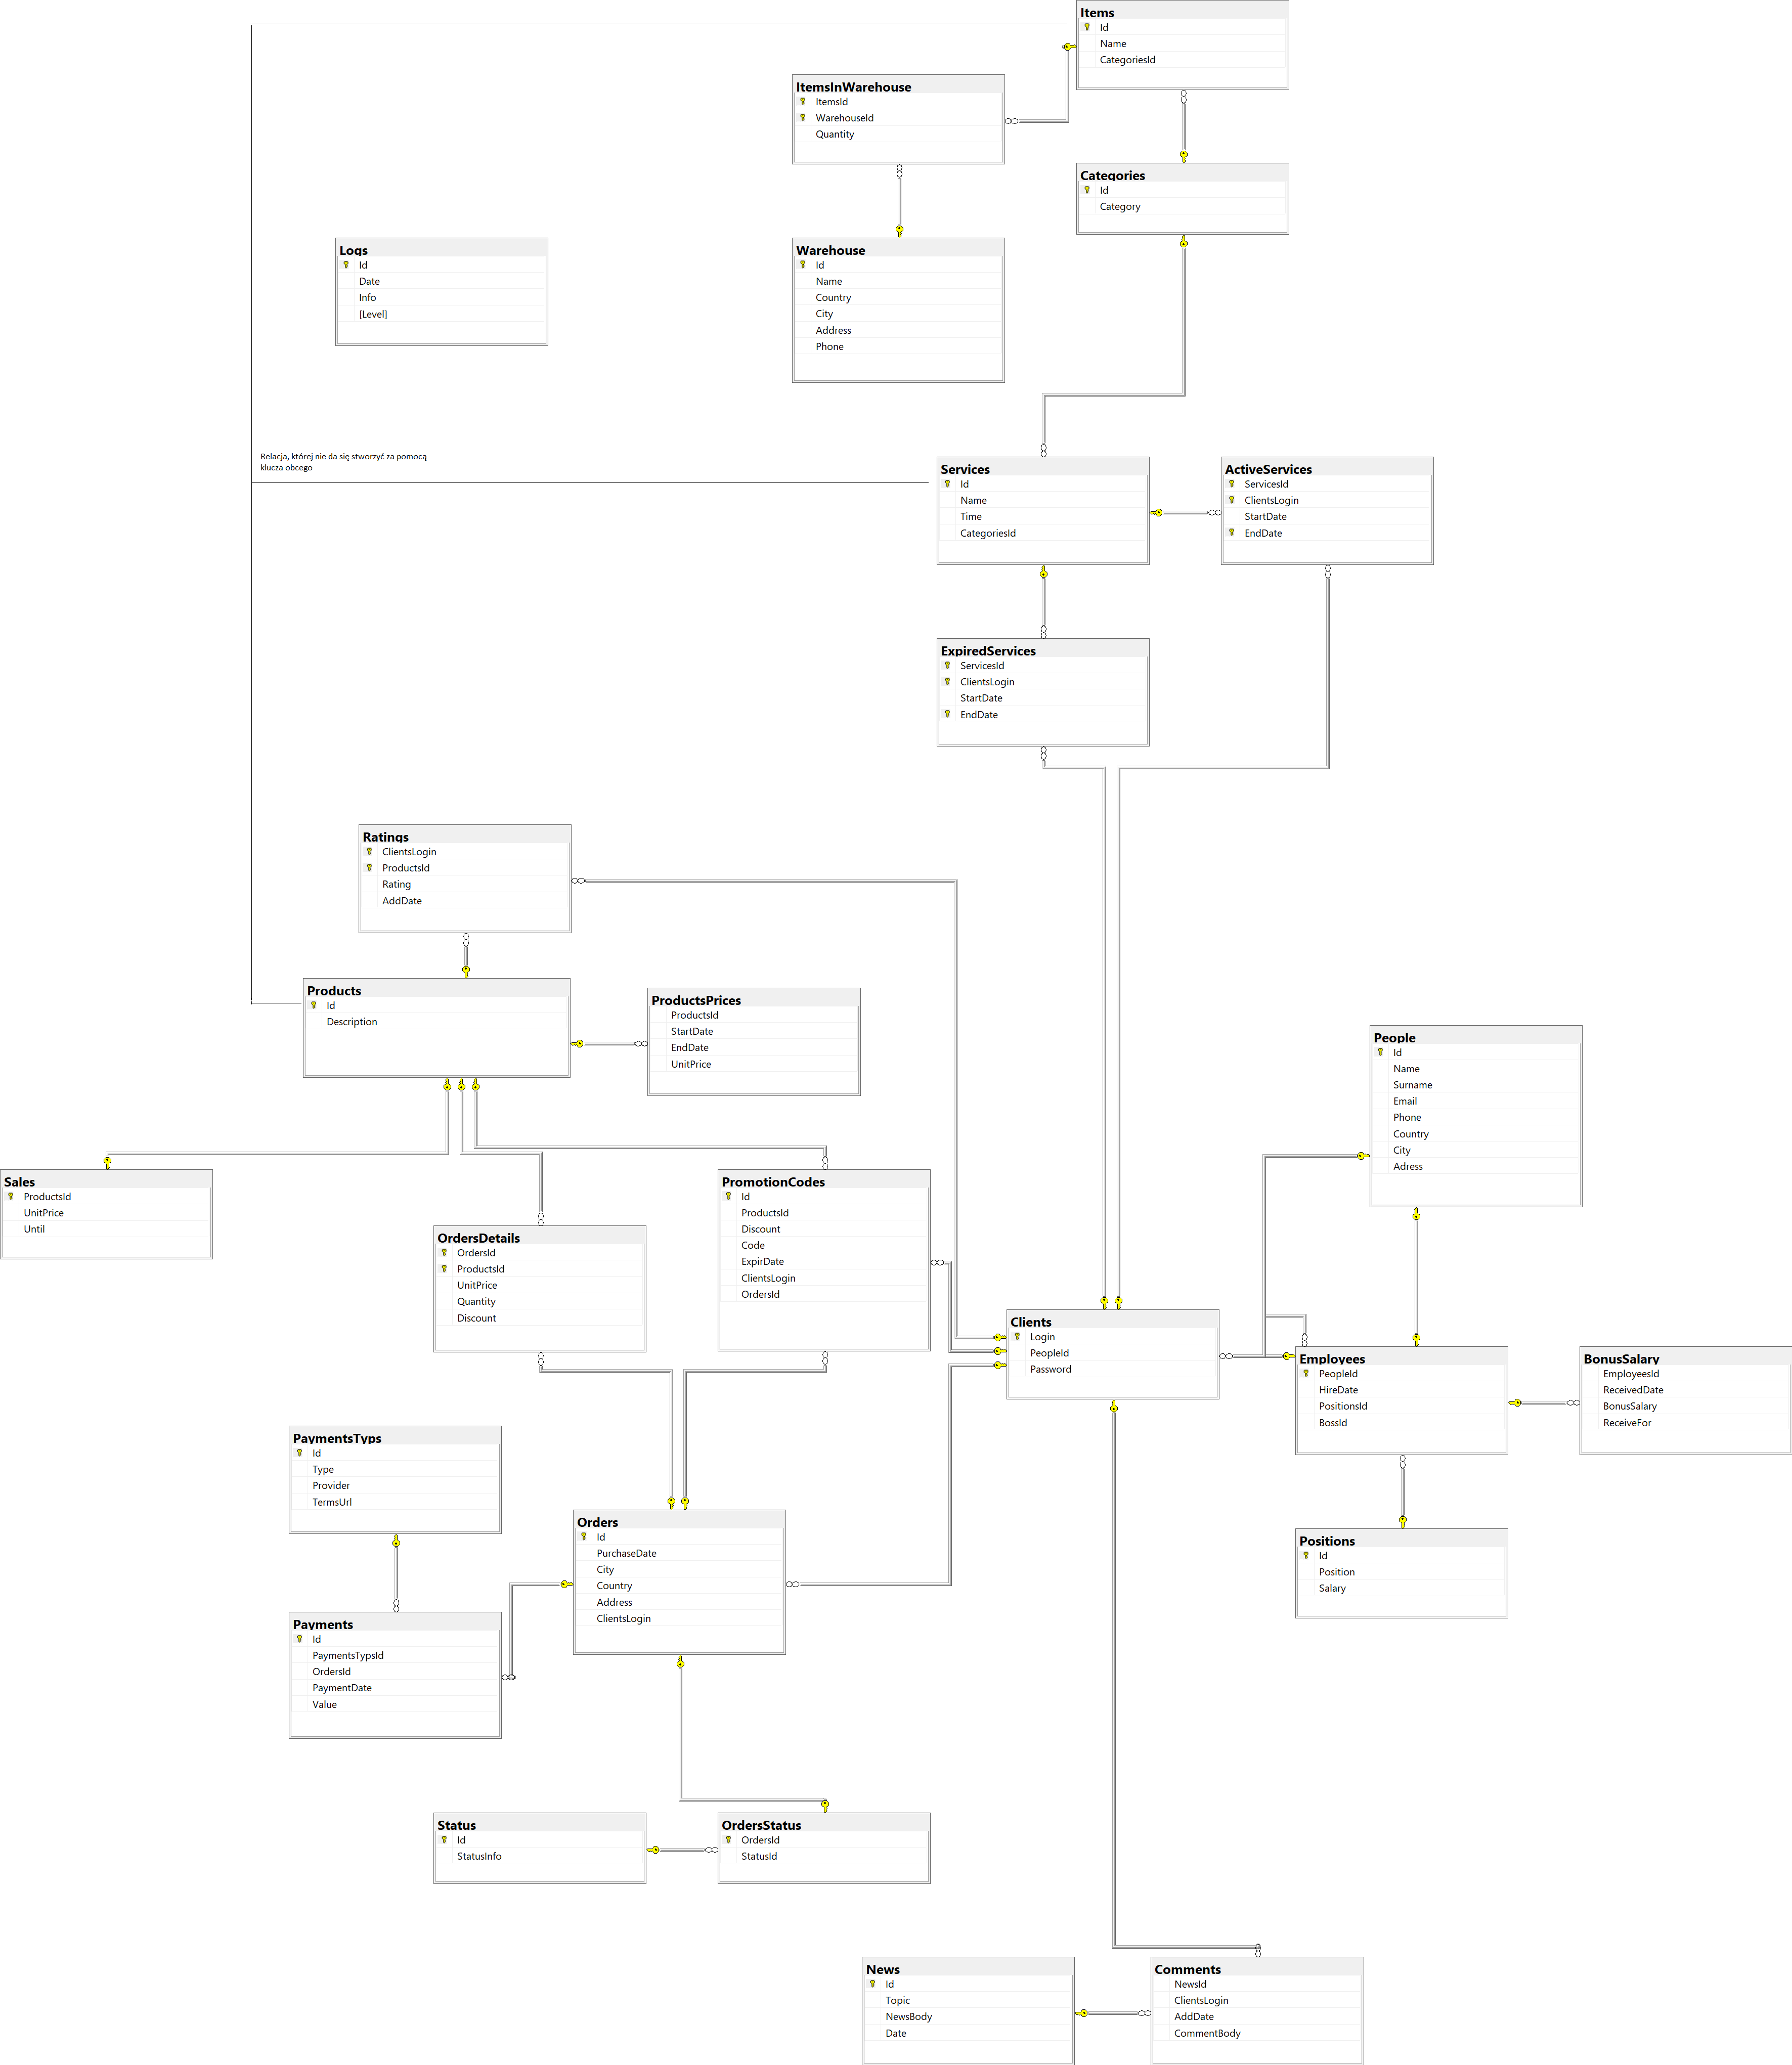 Items
Id
Name
CategoriesId
ItemsInWarehouse
ItemsId
WarehouseId
Quantity
Categories
Id
Category
Logs
Id
Date
Info
[Level]
Warehouse
Id
Name
Country
City
Address
Phone
Relacja, której nie da się stworzyć za pomocą
klucza obcego
Services
Id
Name
Time
CategoriesId
ActiveServices
ServicesId
ClientsLogin
StartDate
EndDate
ExpiredServices
ServicesId
ClientsLogin
StartDate
EndDate
Ratings
ClientsLogin
ProductsId
Rating
AddDate
Products
Id
Description
ProductsPrices
ProductsId
StartDate
EndDate
UnitPrice
People
Id
Name
Surname
Email
Phone
Country
City
Adress
Sales
ProductsId
UnitPrice
Until
OrdersDetails
OrdersId
ProductsId
UnitPrice
Quantity
Discount
PromotionCodes
Id
ProductsId
Discount
Code
ExpirDate
ClientsLogin
OrdersId
Clients
Login
PeopleId
Password
Employees
PeopleId
HireDate
PositionsId
BossId
BonusSalary
EmployeesId
ReceivedDate
BonusSalary
ReceiveFor
PaymentsTyps
Id
Type
Provider
TermsUrl
Orders
Id
PurchaseDate
City
Country
Address
ClientsLogin
Positions
Id
Position
Salary
Payments
Id
PaymentsTypsId
OrdersId
PaymentDate
Value
Status
Id
StatusInfo
OrdersStatus
OrdersId
StatusId
News
Id
Topic
NewsBody
Date
Comments
NewsId
ClientsLogin
AddDate
CommentBody